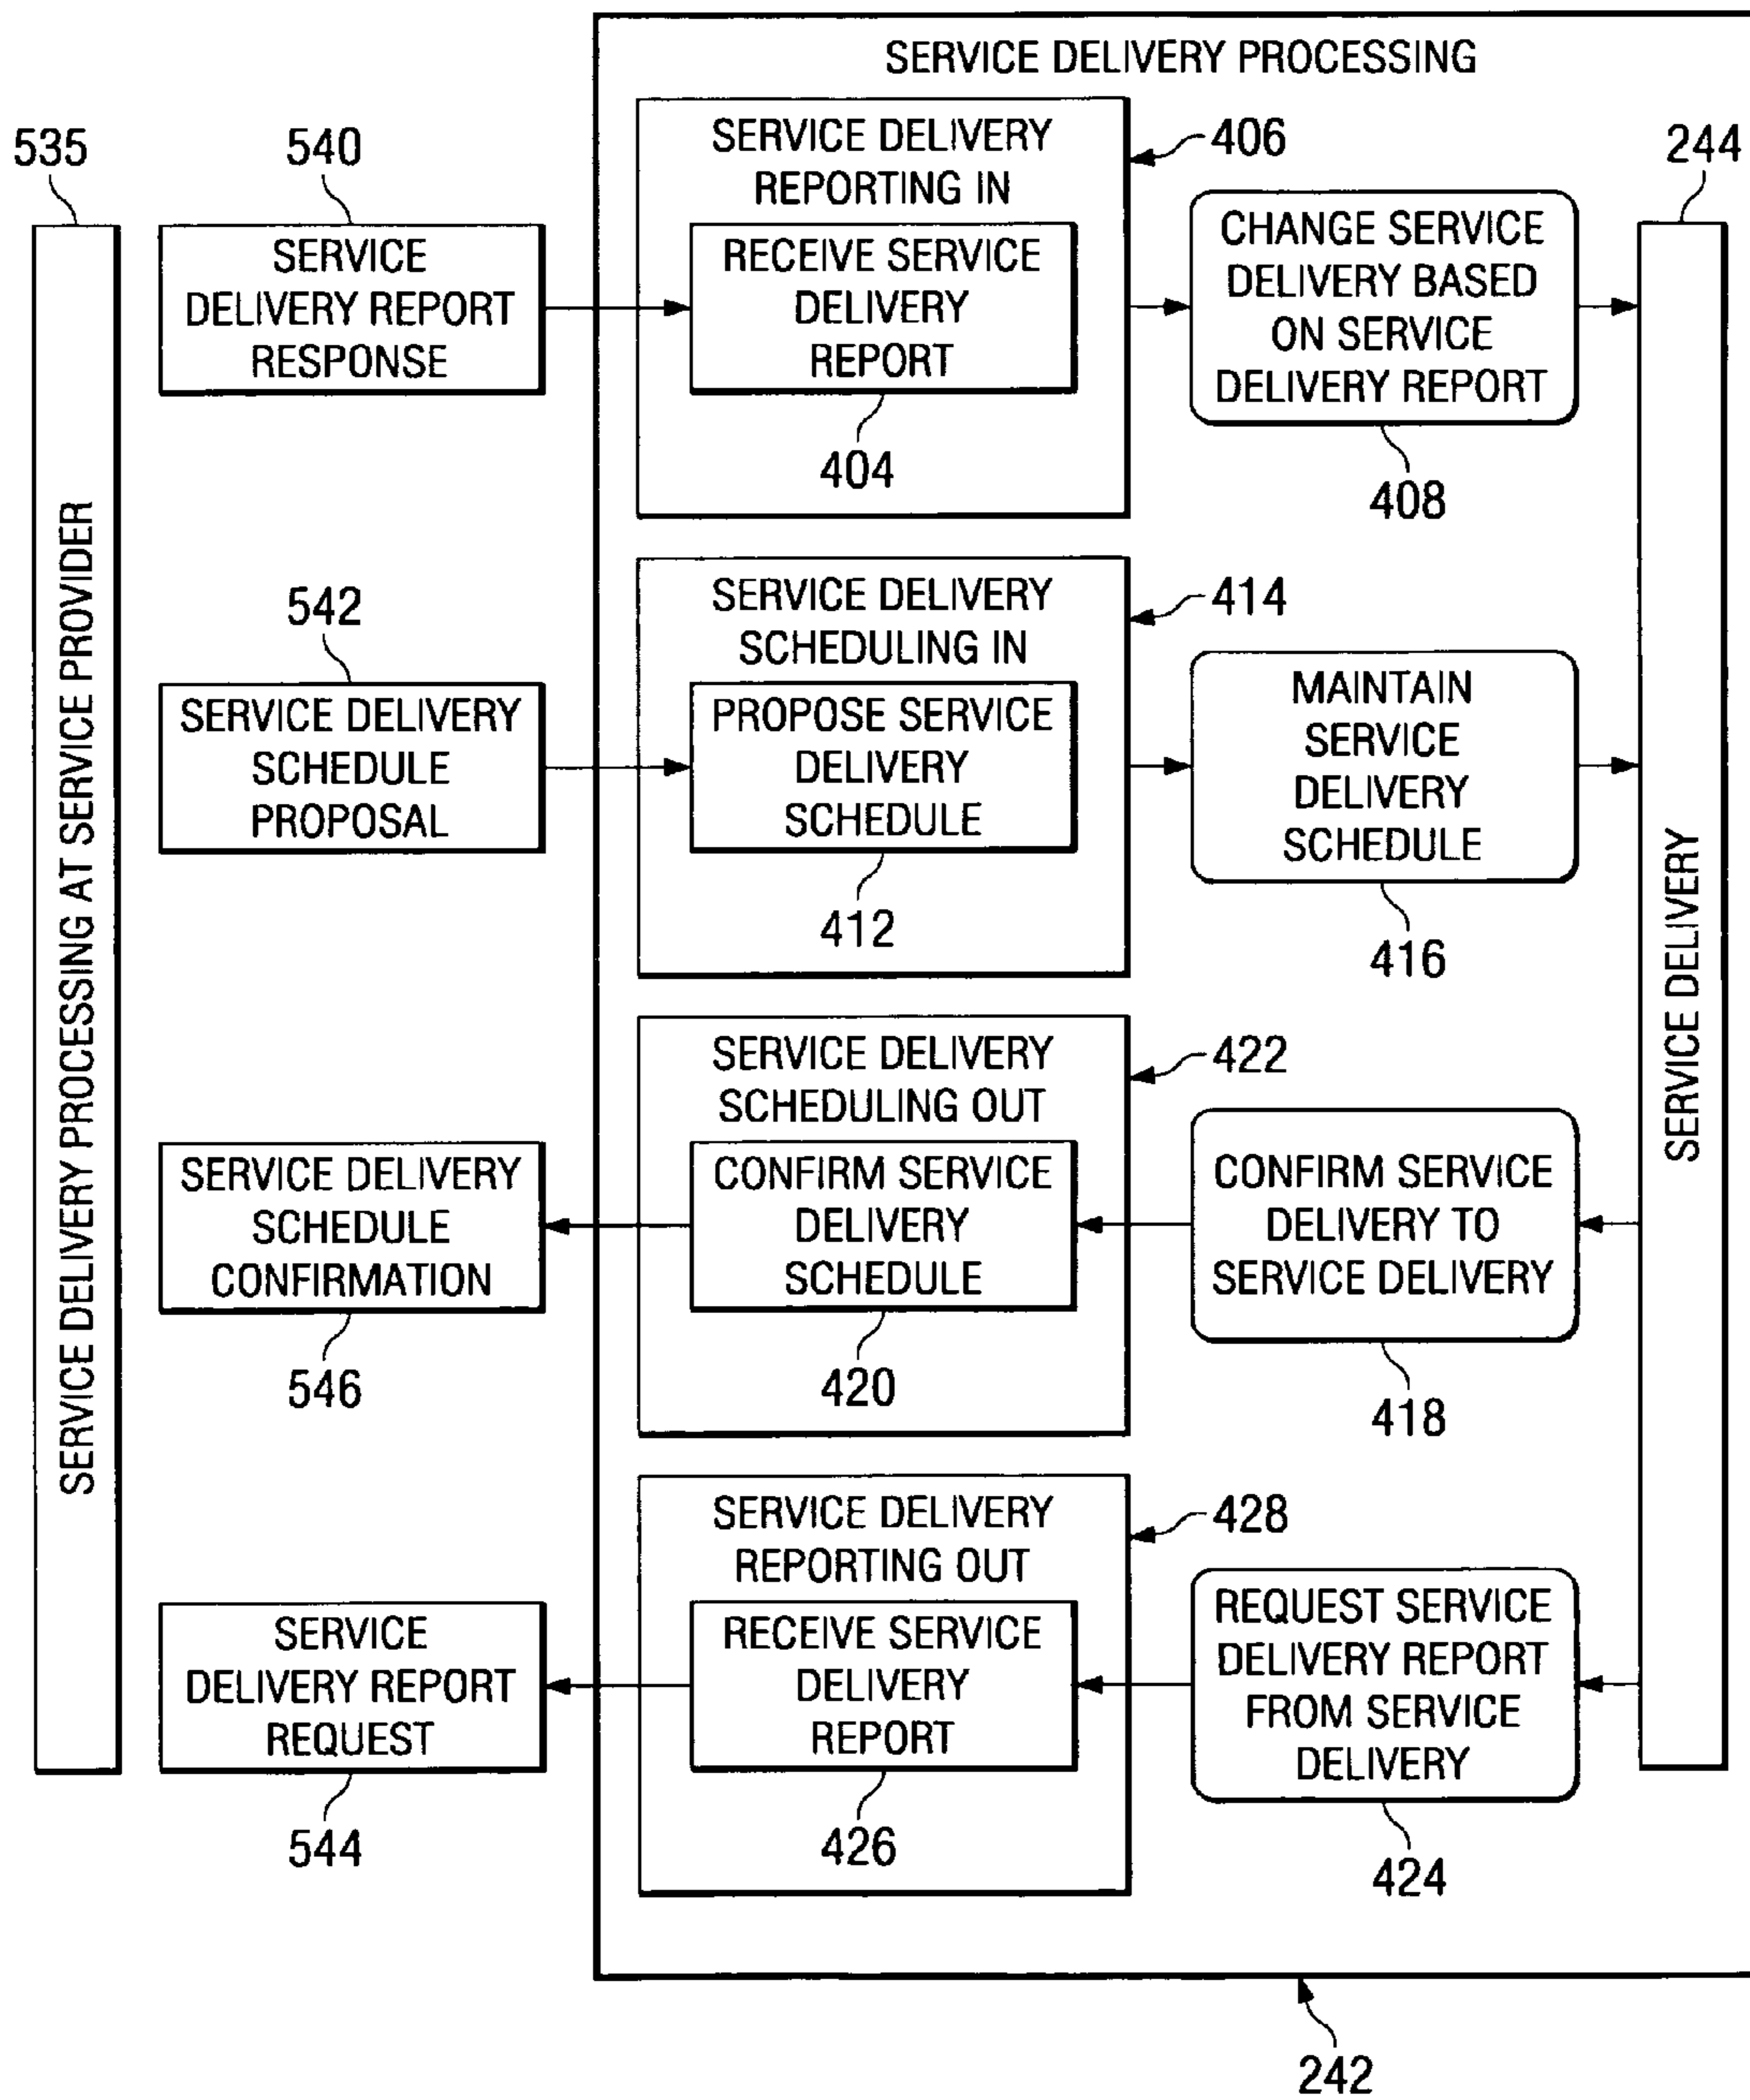 SERVICE DELIVERY PROCESSING
535
SERVICE DELIVERY PROCESSING AT SERVICE PROVIDER
540
SERVICE
DELIVERY REPORT
RESPONSE
SERVICE DELIVERY
REPORTING IN
406
RECEIVE SERVICE
DELIVERY
REPORT
404
CHANGE SERVICE
DELIVERY BASED
ON SERVICE
DELIVERY REPORT
408
244
SERVICE DELIVERY
542
SERVICE DELIVERY
SCHEDULE
PROPOSAL
SERVICE DELIVERY
SCHEDULING IN
414
PROPOSE SERVICE
DELIVERY
SCHEDULE
412
MAINTAIN
SERVICE
DELIVERY
SCHEDULE
416
SERVICE DELIVERY
SCHEDULE
CONFIRMATION
546
SERVICE DELIVERY
SCHEDULING OUT
422
CONFIRM SERVICE
DELIVERY
SCHEDULE
420
CONFIRM SERVICE
DELIVERY TO
SERVICE DELIVERY
418
SERVICE
DELIVERY REPORT
REQUEST
544
SERVICE DELIVERY
REPORTING OUT
428
RECEIVE SERVICE
DELIVERY
REPORT
426
REQUEST SERVICE
DELIVERY REPORT
FROM SERVICE
DELIVERY
424
242